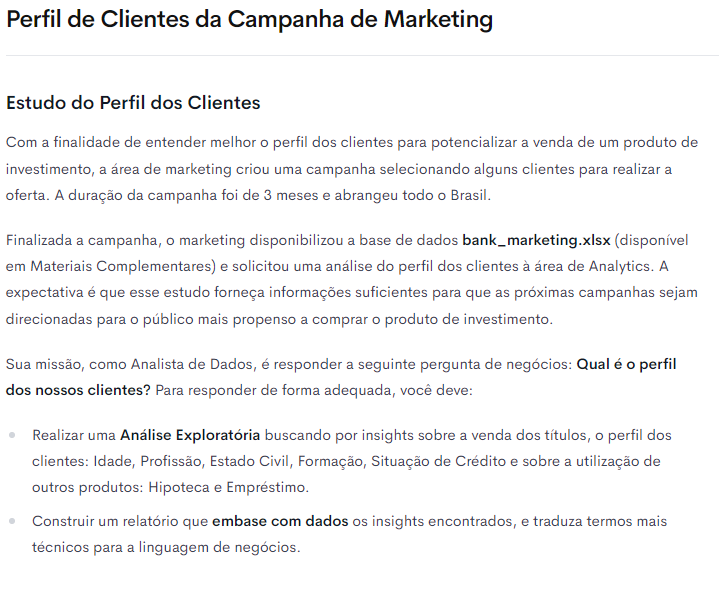 Perfil de Clientes da Campanha de Marketing
Estudo do Perfil dos Clientes
Com a finalidade de entender melhor o perfil dos clientes para potencializar a venda de um produto de
investimento, a área de marketing criou uma campanha selecionando alguns clientes para realizar a
oferta. A duração da campanha foi de 3 meses e abrangeu todo o Brasil.
Finalizada a campanha, o marketing disponibilizou a base de dados bank_marketing.xlsx (disponível
em Materiais Complementares) e solicitou uma análise do perfil dos clientes à área de Analytics. A
expectativa é que esse estudo forneça informações suficientes para que as próximas campanhas sejam
direcionadas para o público mais propenso a comprar o produto de investimento.
Sua missão, como Analista de Dados, é responder a seguinte pergunta de negócios: Qual é o perfil
dos nossos clientes? Para responder de forma adequada, você deve:
Realizar uma Análise Exploratória buscando por insights sobre a venda dos títulos, o perfil dos
clientes: Idade, Profissão, Estado Civil, Formação, Situação de Crédito e sobre a utilização de
outros produtos: Hipoteca e Empréstimo.
Construir um relatório que embase com dados os insights encontrados, e traduza termos mais
técnicos para a linguagem de negócios.